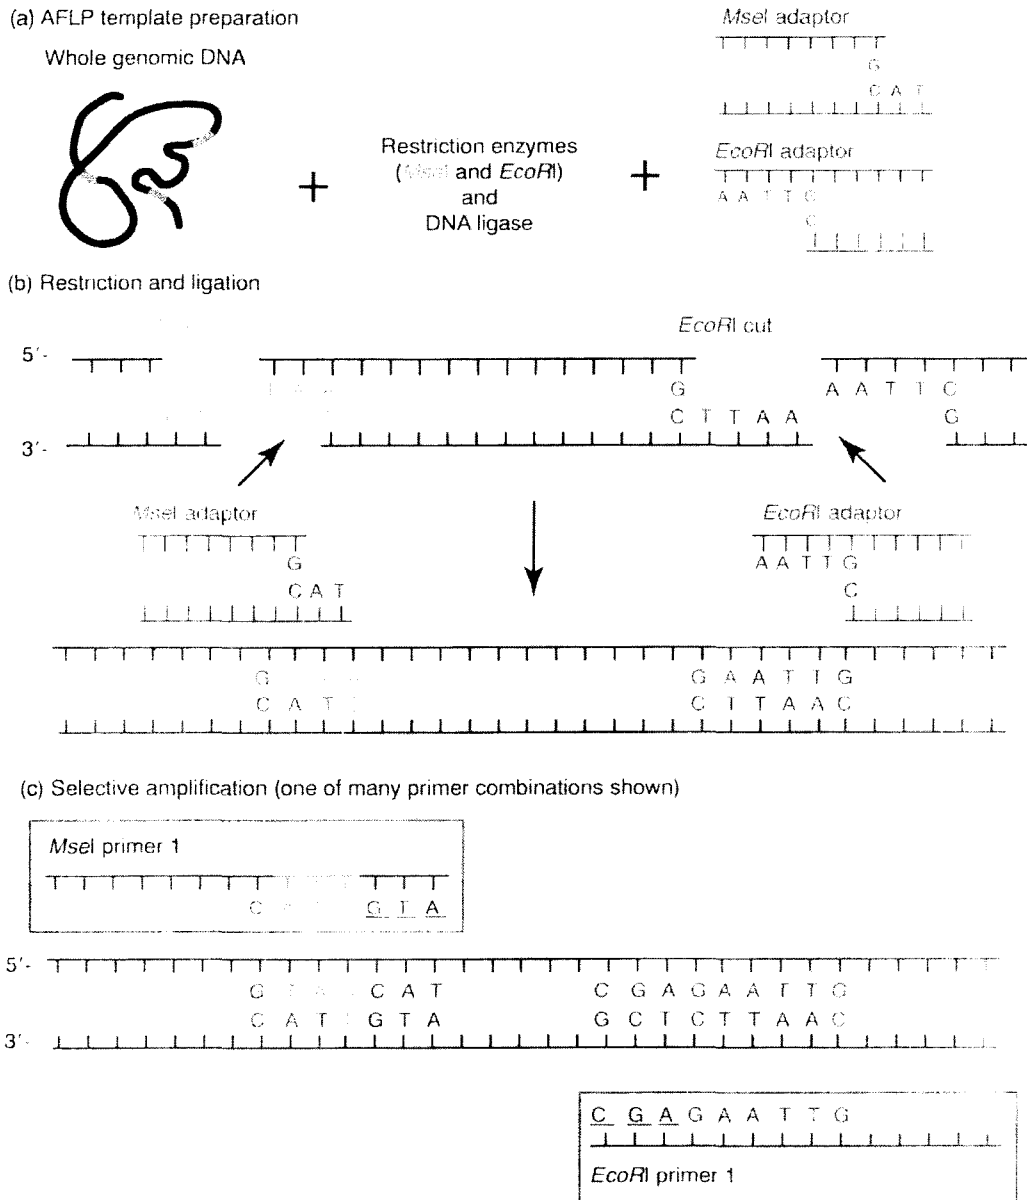 (a) AFLP template preparation
Whole genomic DNA
MseI adaptor
G
C A T
Restriction enzymes
(MseI and EcoRI)
and
DNA ligase
+
+
EcoRI adaptor
A A T T G
C
(b) Restriction and ligation
EcoRI cut
5'-
T A A
G
A A T T C
C T T A A
G
3'-
MseI adaptor
G
C A T
EcoRI adaptor
A A T T G
C
G A A
G A A T T G
C A T
C T T A A C
(c) Selective amplification (one of many primer combinations shown)
MseI primer 1
C A T G T A
5'-
G T A C A T
C G A G A A T T G
C A T G T A
G C T C T T A A C
3'-
C G A G A A T T G
EcoRI primer 1